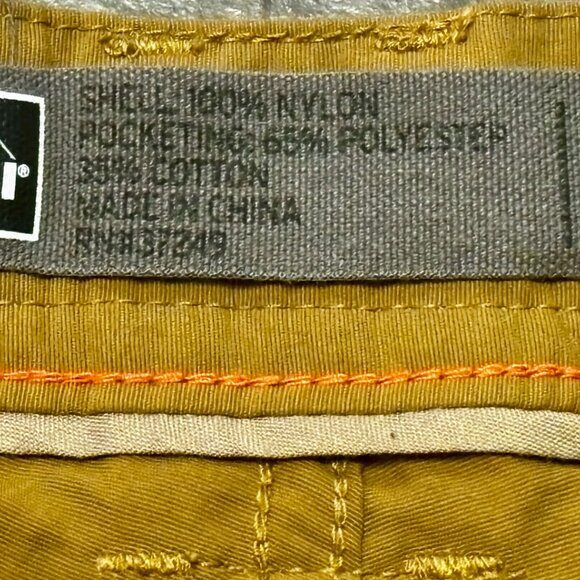 SHELL: 100% NYLON
POCKETING: 65% POLYESTER
35% COTTON
MADE IN CHINA
RN# 37249
®